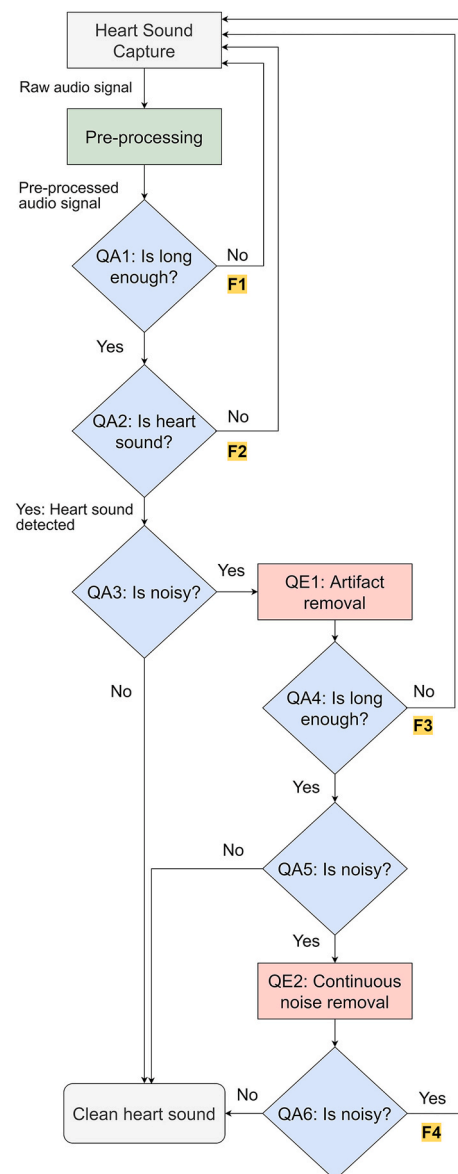 Heart Sound
Capture
Raw audio signal
Pre-processing
Pre-processed
audio signal
QA1: Is long
enough?
No
F1
Yes
QA2: Is heart
sound?
No
F2
Yes: Heart sound
detected
QA3: Is noisy?
Yes
QE1: Artifact
removal
No
QA4: Is long
enough?
No
F3
Yes
No
QA5: Is noisy?
Yes
QE2: Continuous
noise removal
Clean heart sound
No
QA6: Is noisy?
Yes
F4